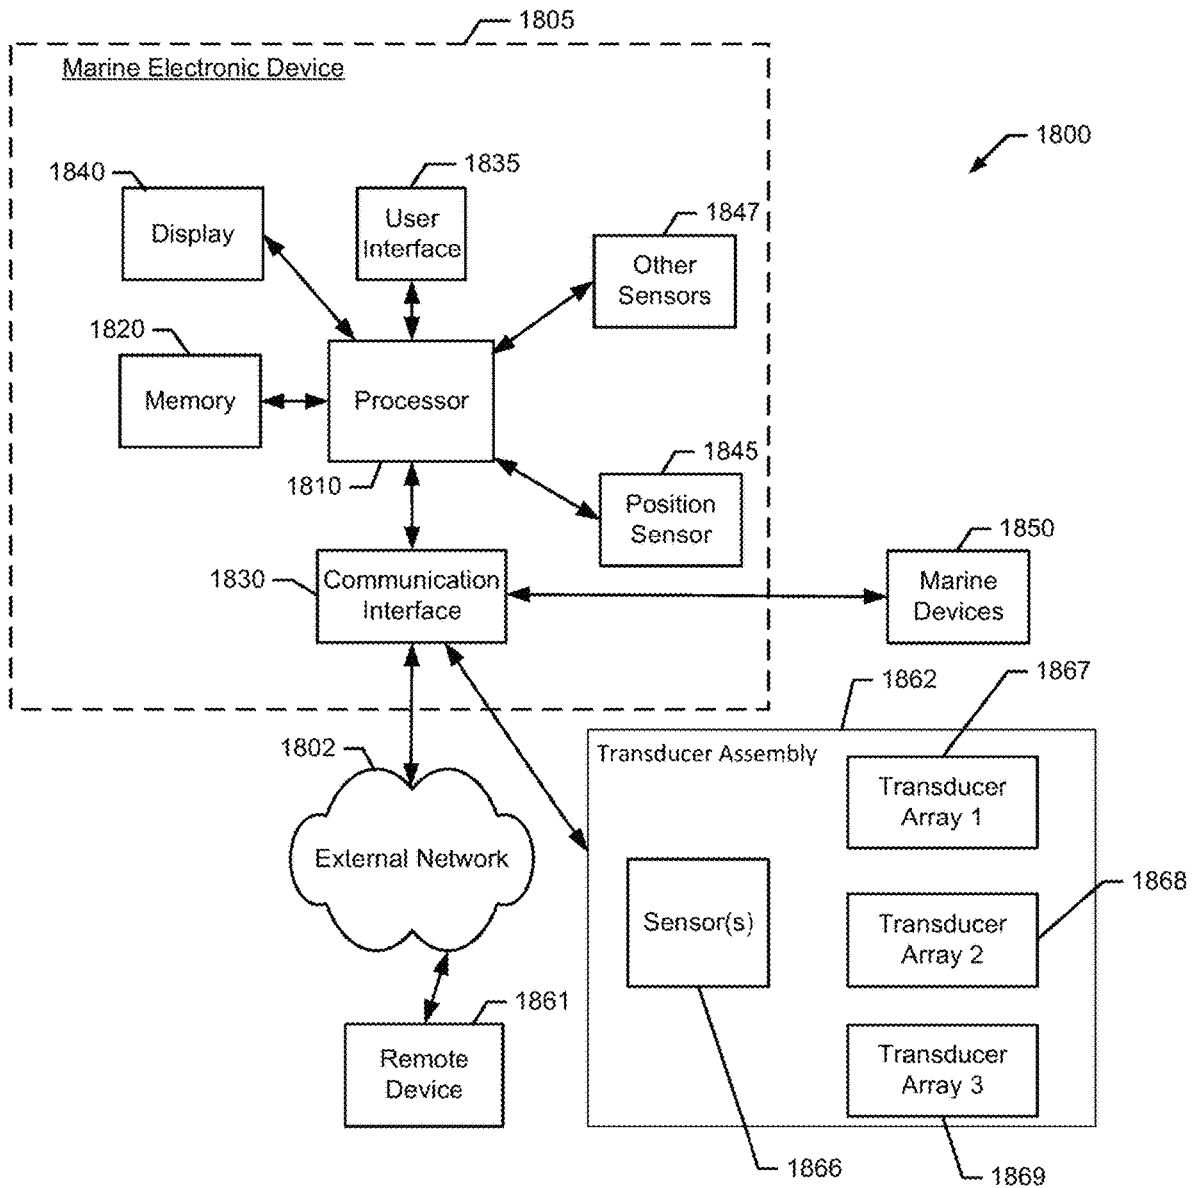 1805
Marine Electronic Device
1800
1840
1835
1847
Display
User
Interface
Other
Sensors
1820
Memory
Processor
1810
1845
Position
Sensor
1830
Communication
Interface
1850
Marine
Devices
1802
External Network
1861
Remote
Device
1862
1867
Transducer Assembly
Transducer
Array 1
1868
Sensor(s)
Transducer
Array 2
Transducer
Array 3
1866
1869